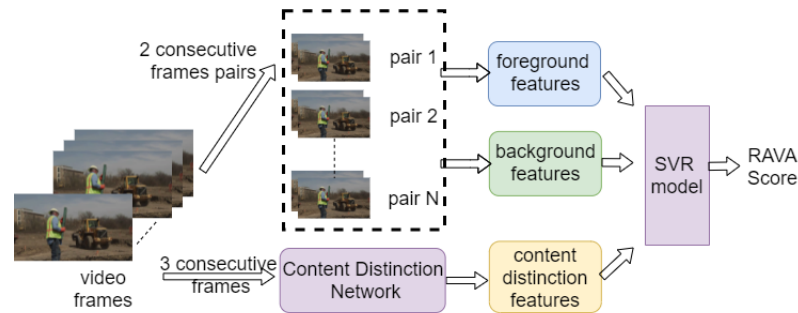 2 consecutive
frames pairs
pair 1
pair 2
pair N
foreground
features
background
features
SVR
model
RAVA
Score
video
frames
3 consecutive
frames
Content Distinction
Network
content
distinction
features